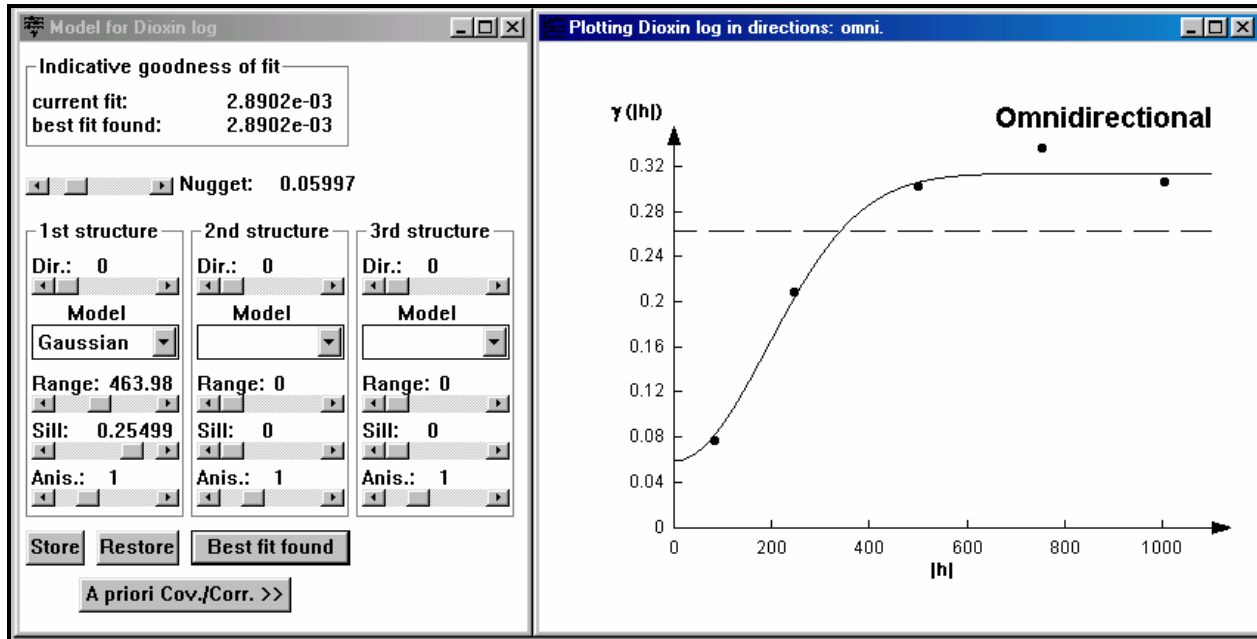 Model for Dioxin log
Indicative goodness of fit
current fit: 2.8902e-03
best fit found: 2.8902e-03
Nugget: 0.05997
1st structure
Dir.: 0
Model
Gaussian
Range: 463.98
Sill: 0.25499
Anis.: 1
2nd structure
Dir.: 0
Model
Range: 0
Sill: 0
Anis.: 1
3rd structure
Dir.: 0
Model
Range: 0
Sill: 0
Anis.: 1
Store Restore Best fit found
A priori Cov./Corr. >>
Plotting Dioxin log in directions: omni.
γ (|h|)
Omnidirectional
0.32
0.28
0.24
0.2
0.16
0.12
0.08
0.04
0
0 200 400 600 800 1000
|h|